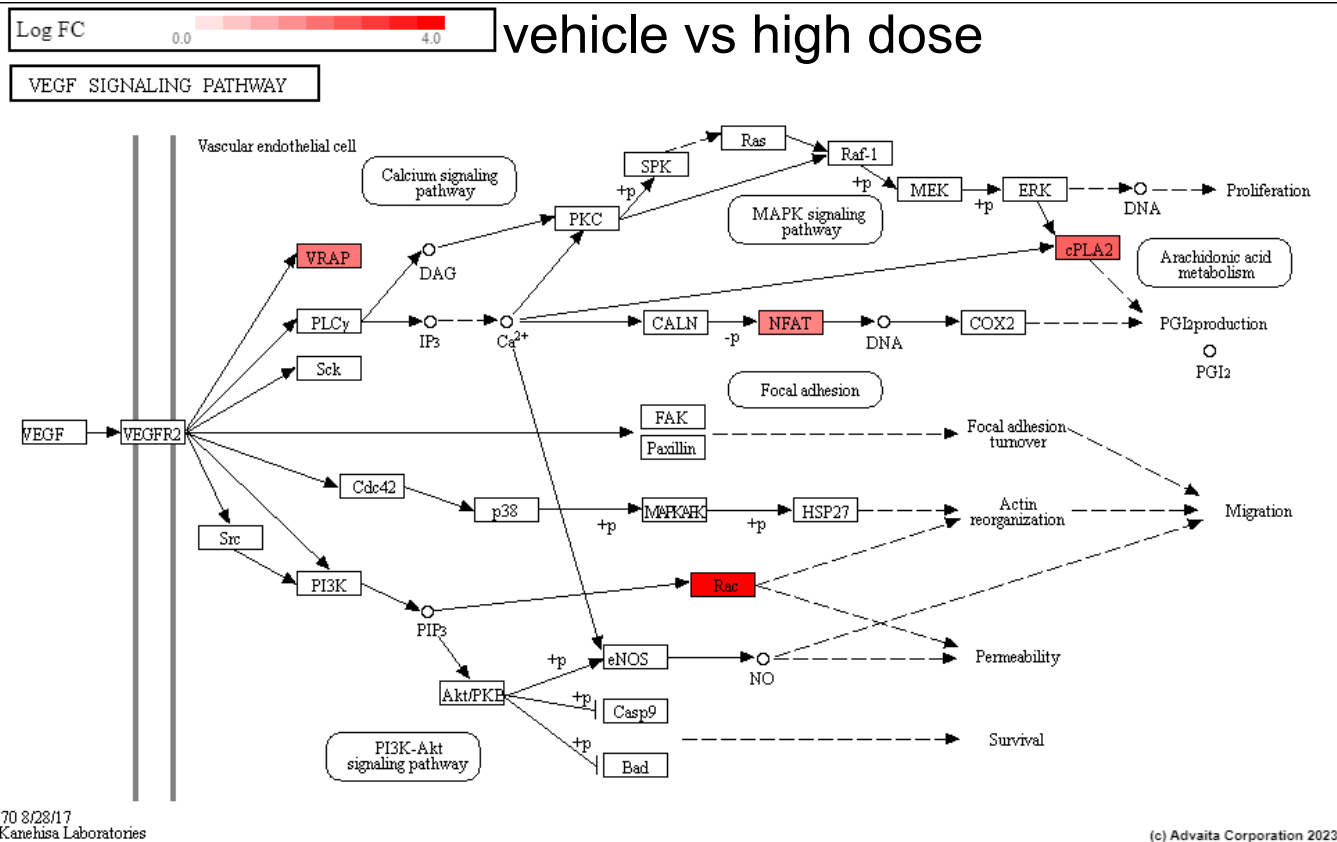 Log FC
0.0
4.0
vehicle vs high dose
VEGF SIGNALING PATHWAY
Vascular endothelial cell
Calcium signaling
pathway
SPK
Ras
Raf-1
+p
+p
MEK
+p
ERK
DNA
Proliferation
PKC
MAPK signaling
pathway
VRAP
DAG
cPLA2
Arachidonic acid
metabolism
PLCγ
IP3
Ca2+
CALN
-p
NFAT
DNA
COX2
PGI2production
PGI2
Sck
Focal adhesion
VEGF
VEGFR2
FAK
Paxillin
Focal adhesion
turnover
Cdc42
p38
+p
MAPKAPK
+p
HSP27
Actin
reorganization
Migration
Src
PI3K
Rac
PIP3
+p
eNOS
NO
Permeability
Akt/PKB
+p
Casp9
+p
Bad
Survival
PI3K-Akt
signaling pathway
70 8/28/17
Kanehisa Laboratories
(c) Advaita Corporation 2023